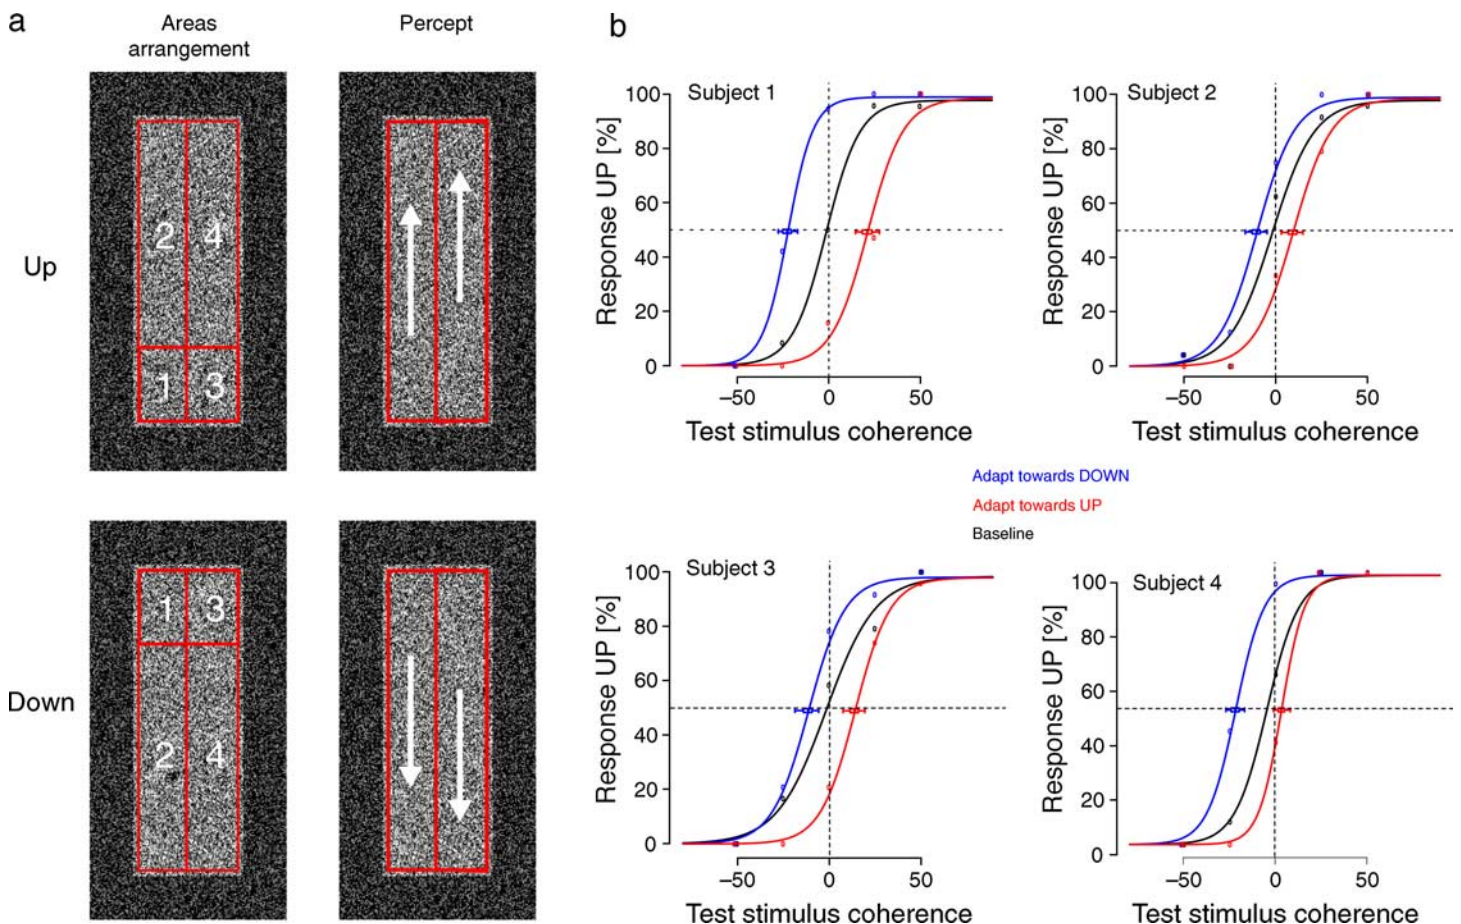 a
Areas
arrangement
Percept
Up
2 4
1 3
Down
1 3
2 4
b
Subject 1
Response UP [%]
100
80
60
40
20
0
−50 0 50
Test stimulus coherence
Subject 2
Response UP [%]
100
80
60
40
20
0
−50 0 50
Test stimulus coherence
Adapt towards DOWN
Adapt towards UP
Baseline
Subject 3
Response UP [%]
100
80
60
40
20
0
−50 0 50
Test stimulus coherence
Subject 4
Response UP [%]
100
80
60
40
20
0
−50 0 50
Test stimulus coherence